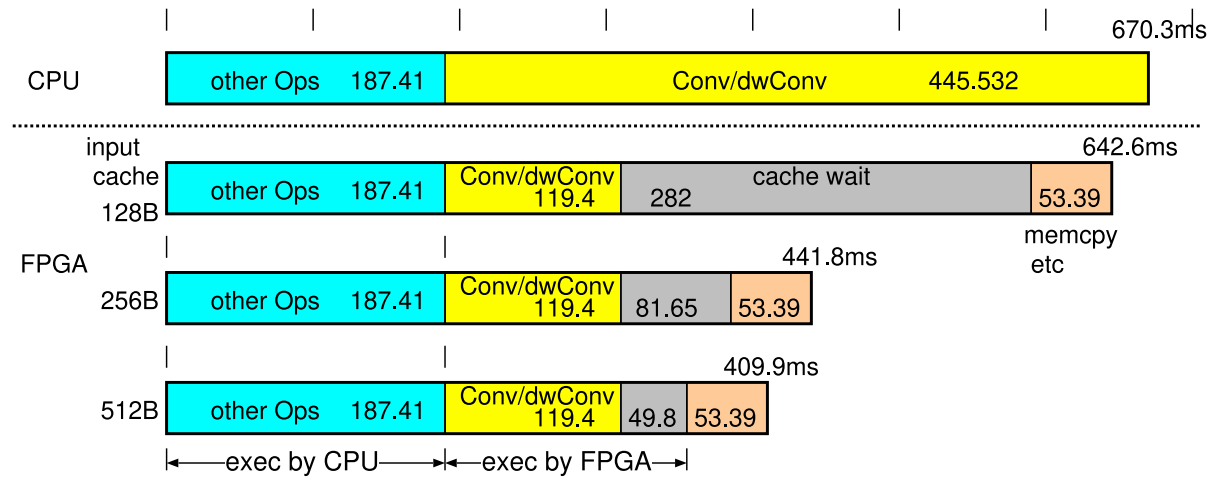 670.3ms
CPU
other Ops 187.41
Conv/dwConv 445.532
input
cache
128B
642.6ms
other Ops 187.41
Conv/dwConv
119.4
cache wait
282
53.39
memcpy
etc
FPGA
256B
441.8ms
other Ops 187.41
Conv/dwConv
119.4
81.65
53.39
512B
409.9ms
other Ops 187.41
Conv/dwConv
119.4
49.8
53.39
exec by CPU
exec by FPGA